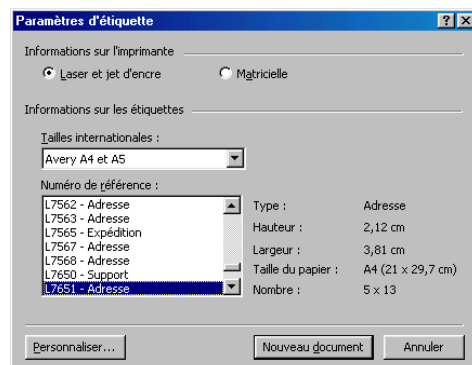 Paramètres d'étiquette
Informations sur l'imprimante
Laser et jet d'encre
Matricielle
Informations sur les étiquettes
Tailles internationales :
Avery A4 et A5
Numéro de référence :
L7562 - Adresse
L7563 - Adresse
L7565 - Expédition
L7567 - Adresse
L7568 - Adresse
L7650 - Support
L7651 - Adresse
Type : Adresse
Hauteur : 2,12 cm
Largeur : 3,81 cm
Taille du papier : A4 (21 x 29,7 cm)
Nombre : 5 x 13
Personnaliser...
Nouveau document
Annuler